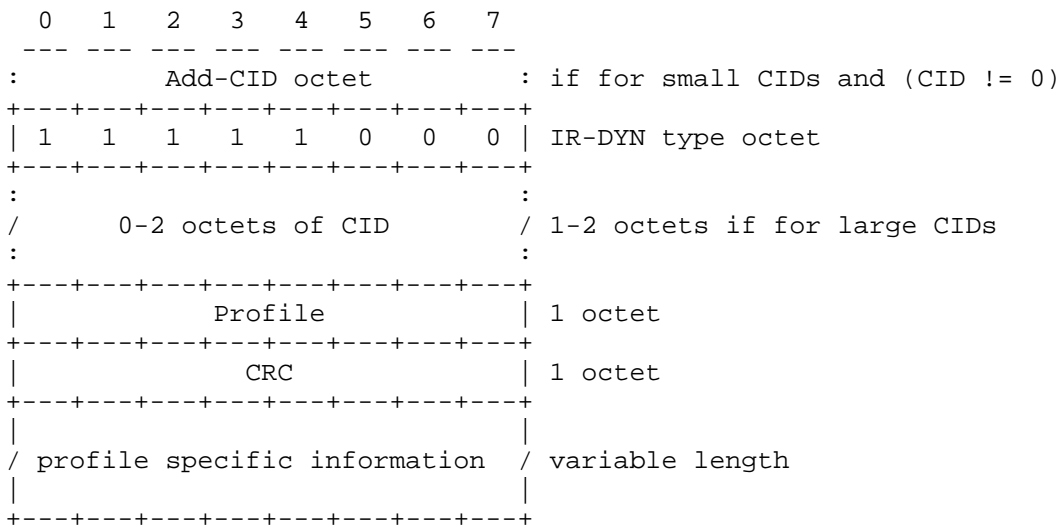 0   1   2   3   4   5   6   7
 --- --- --- --- --- --- --- ---
:         Add-CID octet         : if for small CIDs and (CID != 0)
+---+---+---+---+---+---+---+---+
| 1   1   1   1   1   0   0   0 | IR-DYN type octet
+---+---+---+---+---+---+---+---+
:                               :
/      0-2 octets of CID        / 1-2 octets if for large CIDs
:                               :
+---+---+---+---+---+---+---+---+
|            Profile            | 1 octet
+---+---+---+---+---+---+---+---+
|              CRC              | 1 octet
+---+---+---+---+---+---+---+---+
|                               |
/ profile specific information  / variable length
|                               |
+---+---+---+---+---+---+---+---+